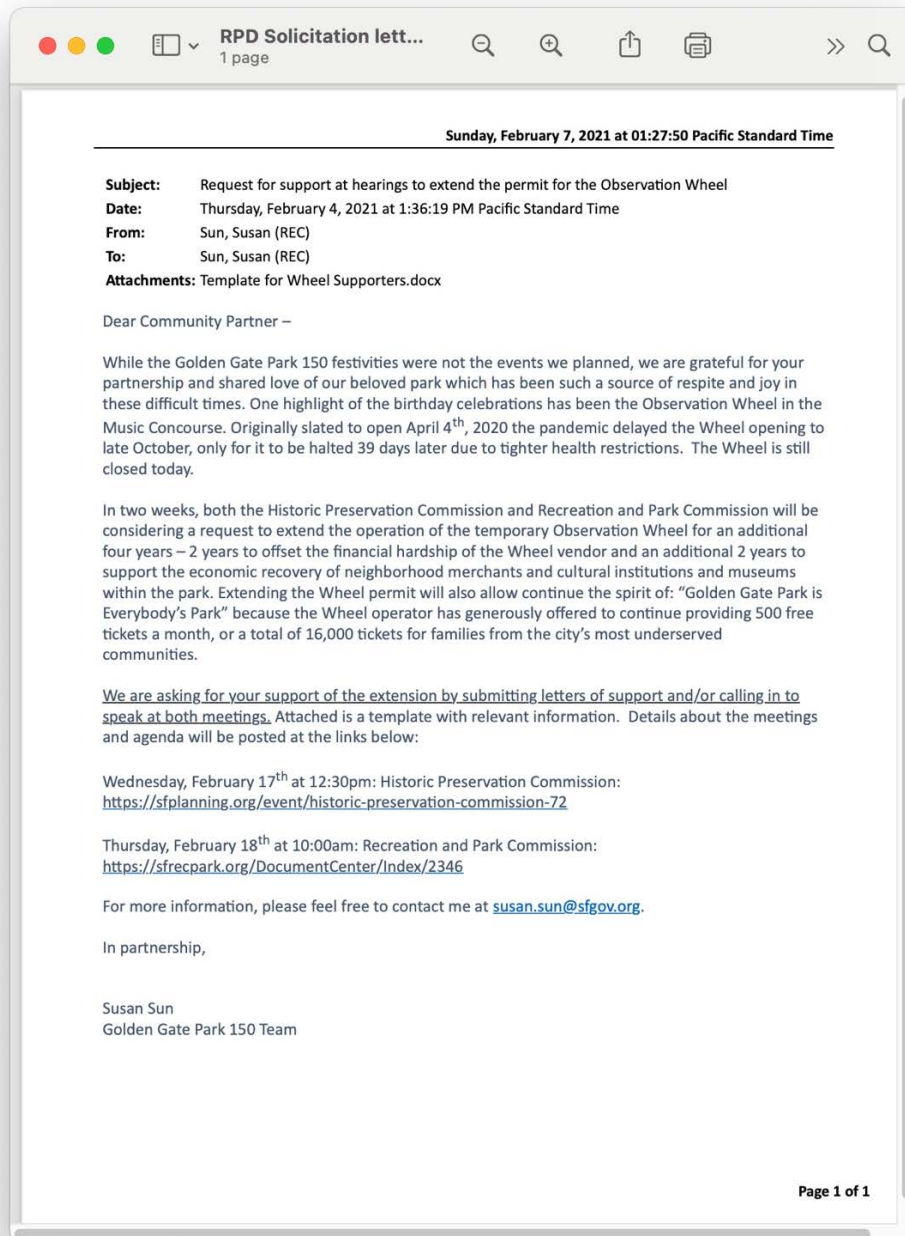 RPD Solicitation lett...
1 page
Sunday, February 7, 2021 at 01:27:50 Pacific Standard Time
Subject: Request for support at hearings to extend the permit for the Observation Wheel
Date: Thursday, February 4, 2021 at 1:36:19 PM Pacific Standard Time
From: Sun, Susan (REC)
To: Sun, Susan (REC)
Attachments: Template for Wheel Supporters.docx
Dear Community Partner –
While the Golden Gate Park 150 festivities were not the events we planned, we are grateful for your
partnership and shared love of our beloved park which has been such a source of respite and joy in
these difficult times. One highlight of the birthday celebrations has been the Observation Wheel in the
Music Concourse. Originally slated to open April 4th, 2020 the pandemic delayed the Wheel opening to
late October, only for it to be halted 39 days later due to tighter health restrictions.  The Wheel is still
closed today.
In two weeks, both the Historic Preservation Commission and Recreation and Park Commission will be
considering a request to extend the operation of the temporary Observation Wheel for an additional
four years – 2 years to offset the financial hardship of the Wheel vendor and an additional 2 years to
support the economic recovery of neighborhood merchants and cultural institutions and museums
within the park. Extending the Wheel permit will also allow continue the spirit of: “Golden Gate Park is
Everybody’s Park” because the Wheel operator has generously offered to continue providing 500 free
tickets a month, or a total of 16,000 tickets for families from the city’s most underserved
communities.
We are asking for your support of the extension by submitting letters of support and/or calling in to
speak at both meetings. Attached is a template with relevant information.  Details about the meetings
and agenda will be posted at the links below:
Wednesday, February 17th at 12:30pm: Historic Preservation Commission:
https://sfplanning.org/event/historic-preservation-commission-72
Thursday, February 18th at 10:00am: Recreation and Park Commission:
https://sfrecpark.org/DocumentCenter/Index/2346
For more information, please feel free to contact me at susan.sun@sfgov.org.
In partnership,
Susan Sun
Golden Gate Park 150 Team
Page 1 of 1